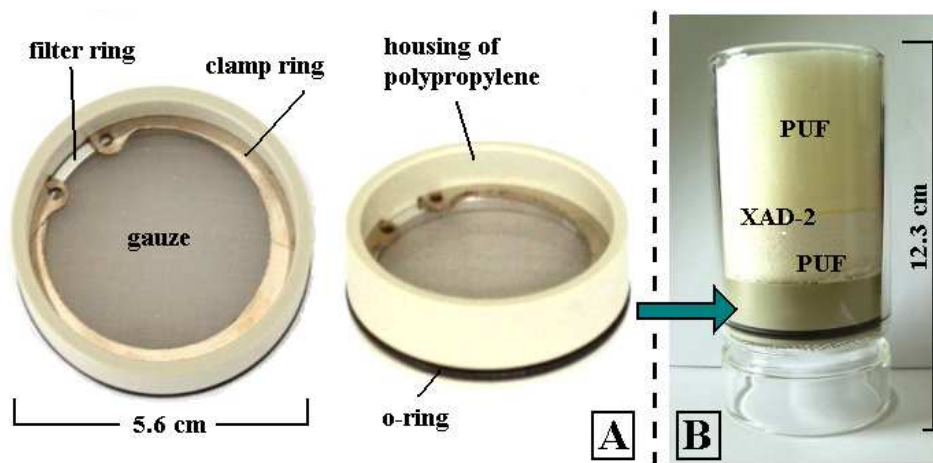 filter ring
clamp ring
gauze
5.6 cm
housing of
polypropylene
o-ring
A
PUF
XAD-2
PUF
12.3 cm
B